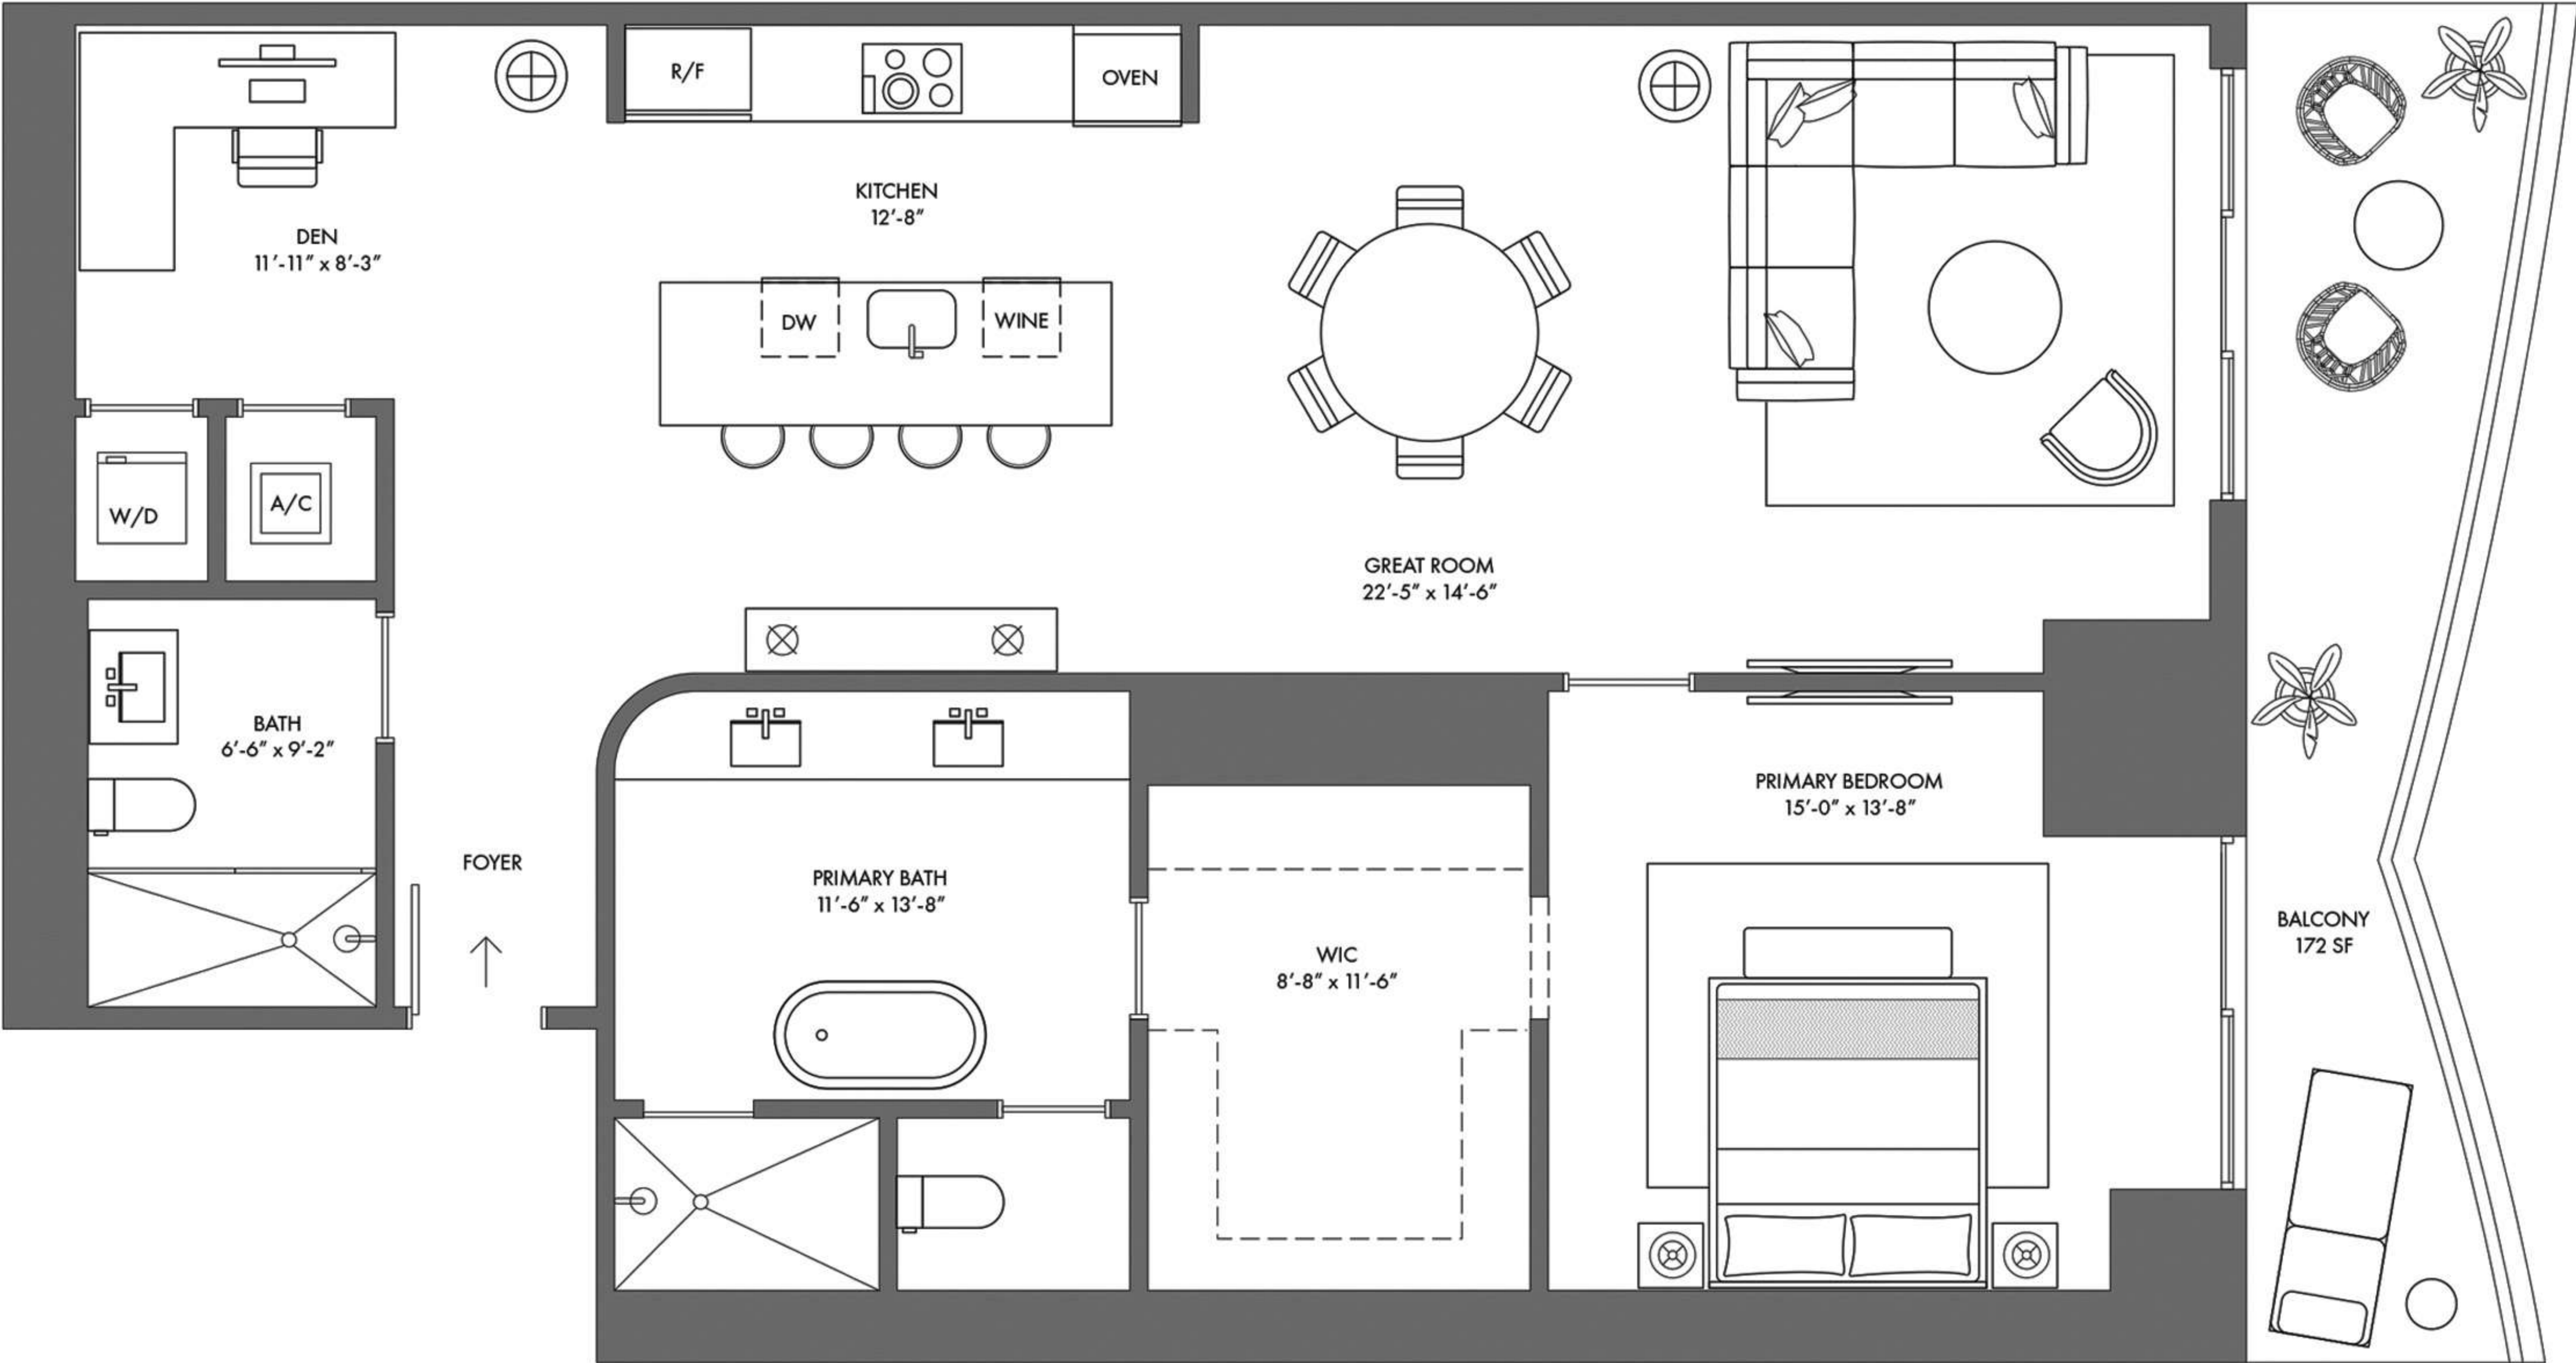 R/F
OVEN
KITCHEN
12'-8"
DEN
11'-11" x 8'-3"
DW
WINE
W/D
A/C
GREAT ROOM
22'-5" x 14'-6"
BATH
6'-6" x 9'-2"
PRIMARY BEDROOM
15'-0" x 13'-8"
FOYER
PRIMARY BATH
11'-6" x 13'-8"
WIC
8'-8" x 11'-6"
BALCONY
172 SF